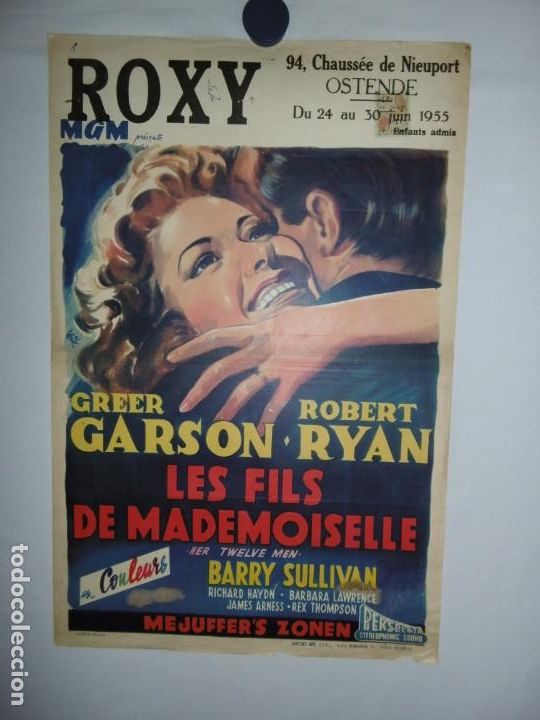 ROXY
94, Chaussée de Nieuport
OSTENDE
Du 24 au 30 juin 1955
Enfants admis
MGM présente
GREER GARSON · ROBERT RYAN
LES FILS
DE MADEMOISELLE
-HER TWELVE MEN-
en Couleurs
BARRY SULLIVAN
RICHARD HAYDN · BARBARA LAWRENCE
JAMES ARNESS · REX THOMPSON
MEJUFFER'S ZONEN
PERSPECTA
STEREOPHONIC SOUND
todocoleccion